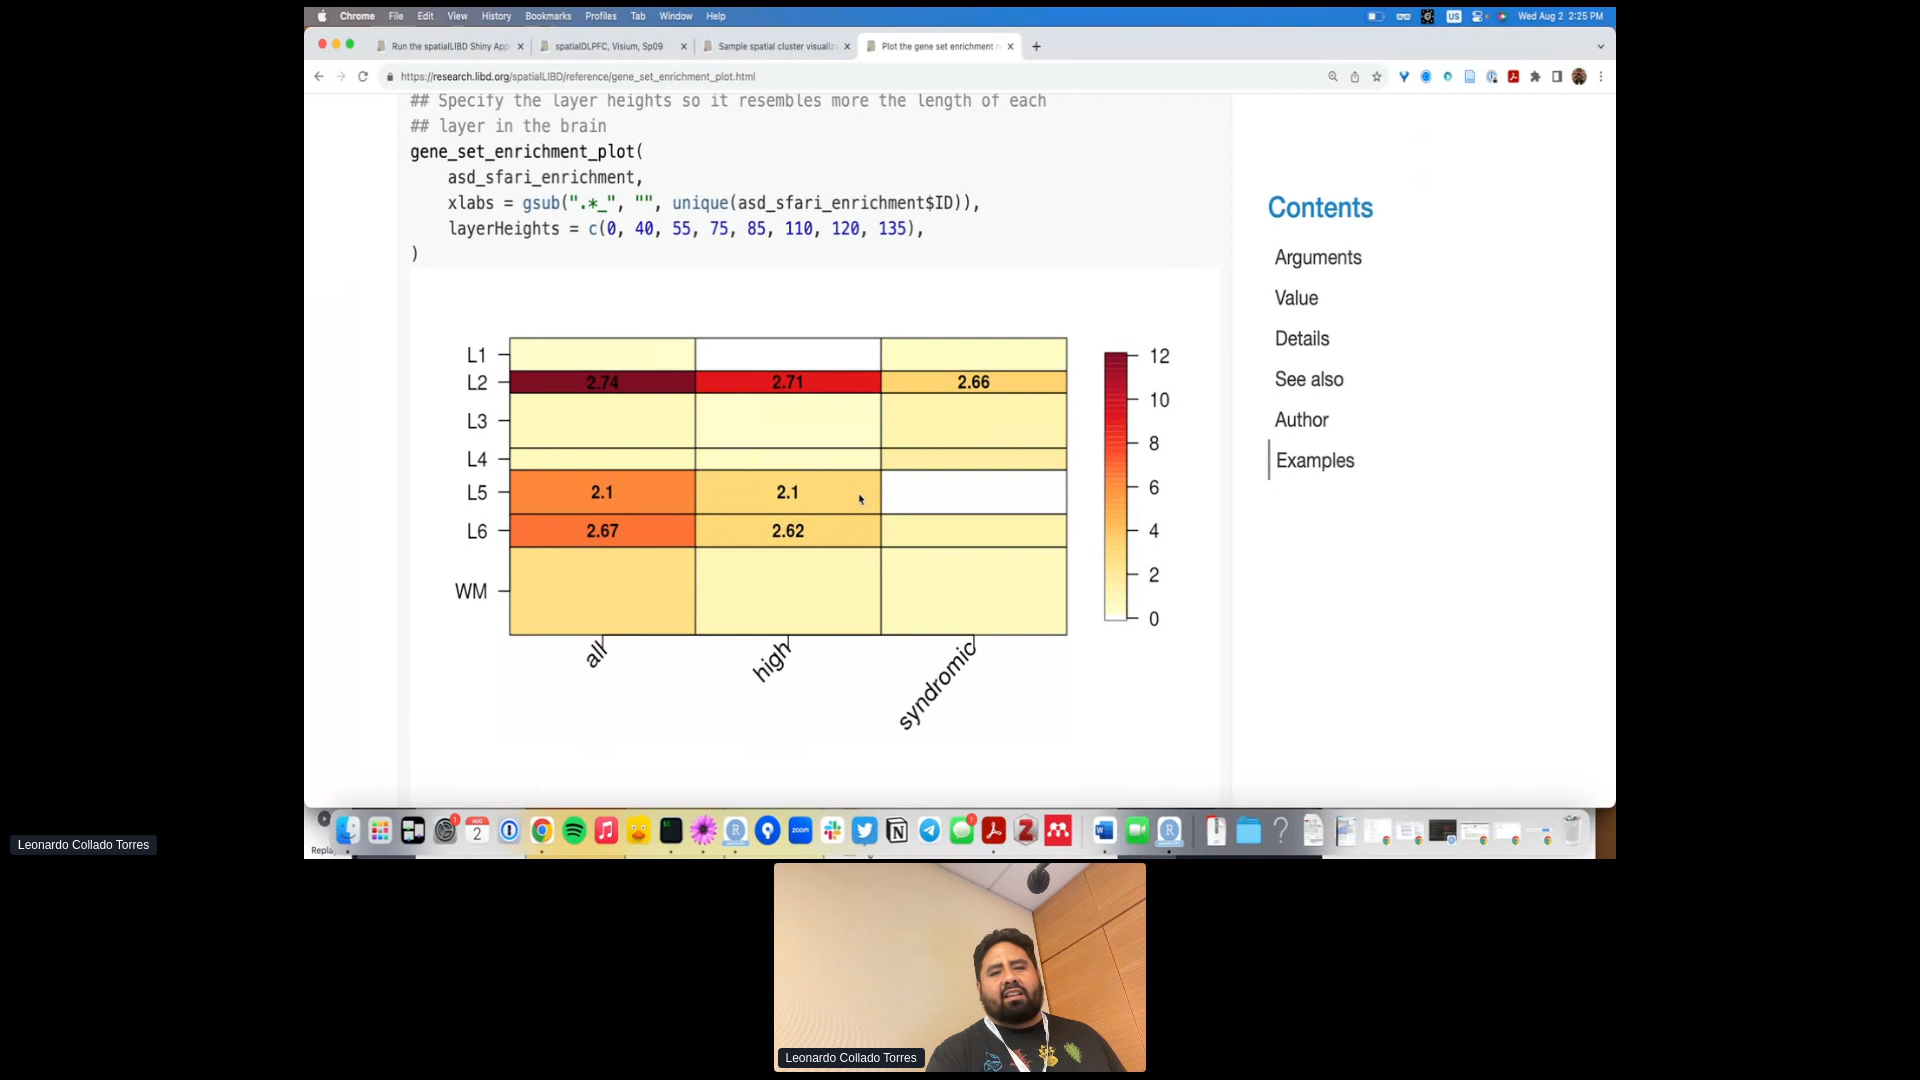 Chrome File Edit View History Bookmarks Profiles Tab Window Help
US Wed Aug 2 2:25 PM
Run the spatialLIBD Shiny App
spatialDLPFC, Visium, Sp09
Sample spatial cluster visualiz
Plot the gene set enrichment r
https://research.libd.org/spatialLIBD/reference/gene_set_enrichment_plot.html
## Specify the layer heights so it resembles more the length of each
## layer in the brain
gene_set_enrichment_plot(
asd_sfari_enrichment,
xlabs = gsub(".*_", "", unique(asd_sfari_enrichment$ID)),
layerHeights = c(0, 40, 55, 75, 85, 110, 120, 135),
)
Contents
Arguments
Value
Details
See also
Author
Examples
L1
L2 2.74 2.71 2.66
L3
L4
L5 2.1 2.1
L6 2.67 2.62
WM
all high syndromic
12
10
8
6
4
2
0
AUG
2
zoom
Repla
Leonardo Collado Torres
Leonardo Collado Torres